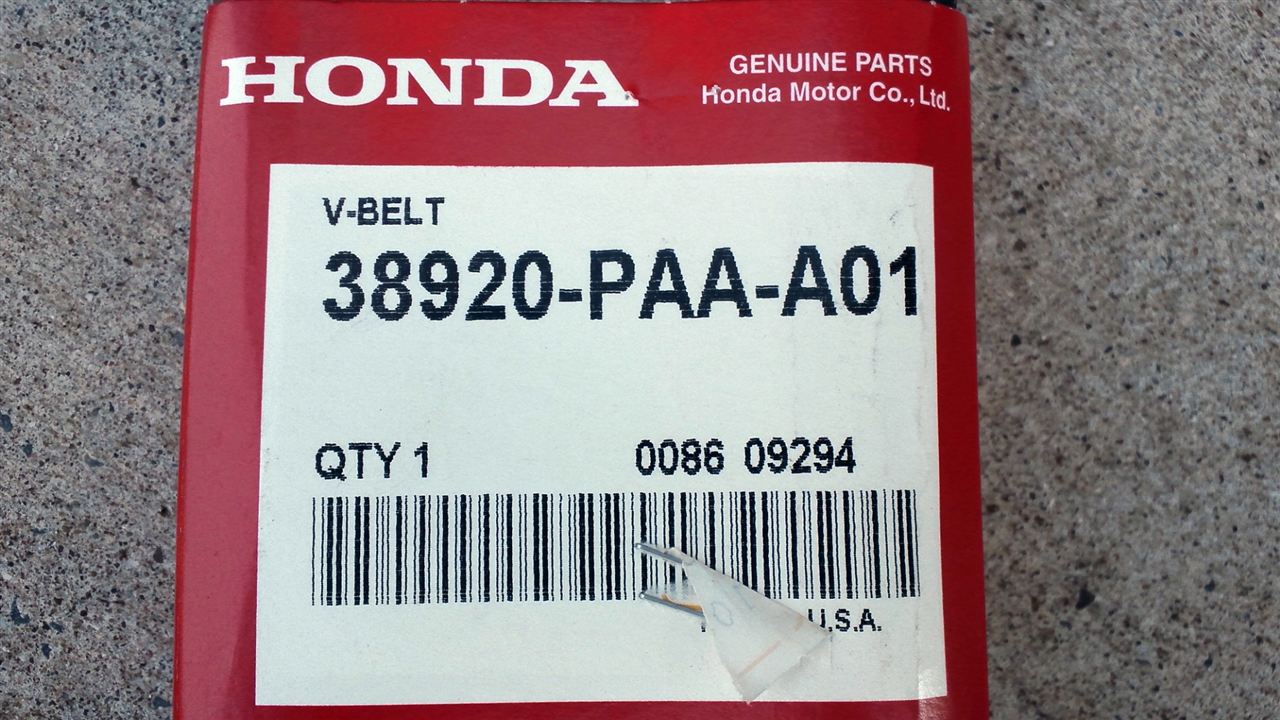 HONDA
GENUINE PARTS
Honda Motor Co., Ltd.
V-BELT
38920-PAA-A01
QTY 1 0086 09294
U.S.A.